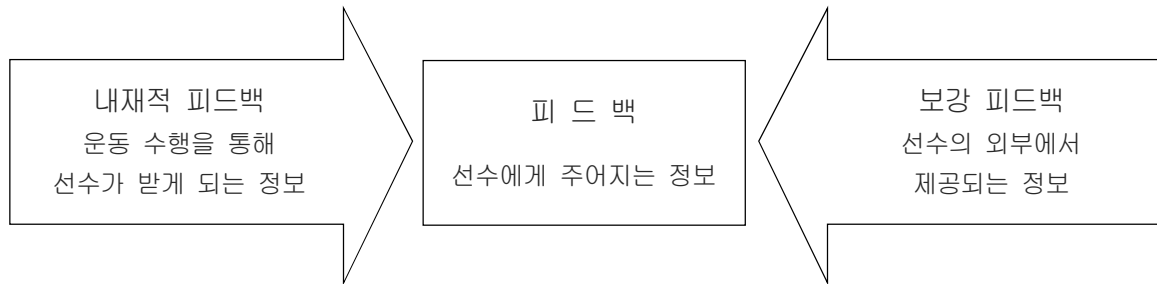 내재적 피드백
운동 수행을 통해
선수가 받게 되는 정보
피 드 백
선수에게 주어지는 정보
보강 피드백
선수의 외부에서
제공되는 정보